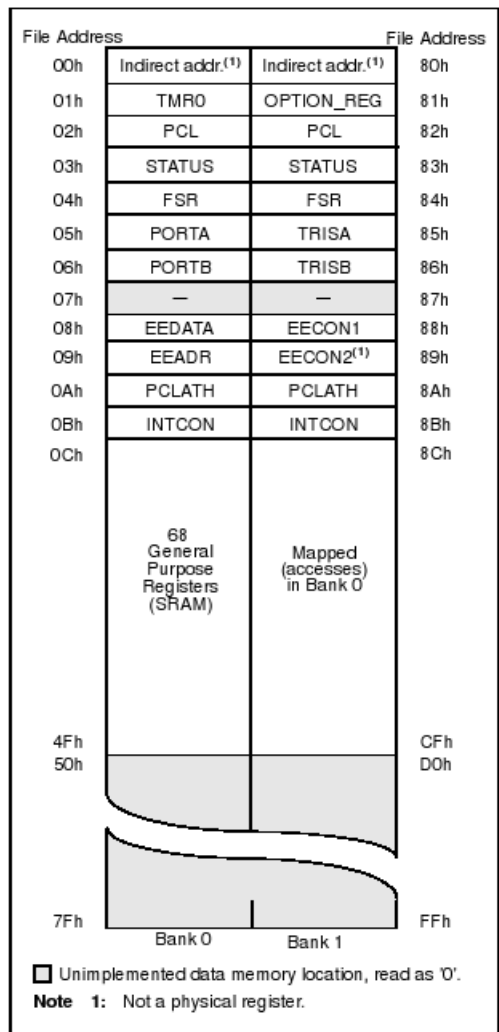 File Address File Address
00h Indirect addr.(1) Indirect addr.(1) 80h
01h TMR0 OPTION_REG 81h
02h PCL PCL 82h
03h STATUS STATUS 83h
04h FSR FSR 84h
05h PORTA TRISA 85h
06h PORTB TRISB 86h
07h — — 87h
08h EEDATA EECON1 88h
09h EEADR EECON2(1) 89h
0Ah PCLATH PCLATH 8Ah
0Bh INTCON INTCON 8Bh
0Ch 8Ch
68
General
Purpose
Registers
(SRAM)
Mapped
(accesses)
in Bank 0
4Fh CFh
50h D0h
7Fh FFh
Bank 0 Bank 1
Unimplemented data memory location, read as '0'.
Note 1: Not a physical register.